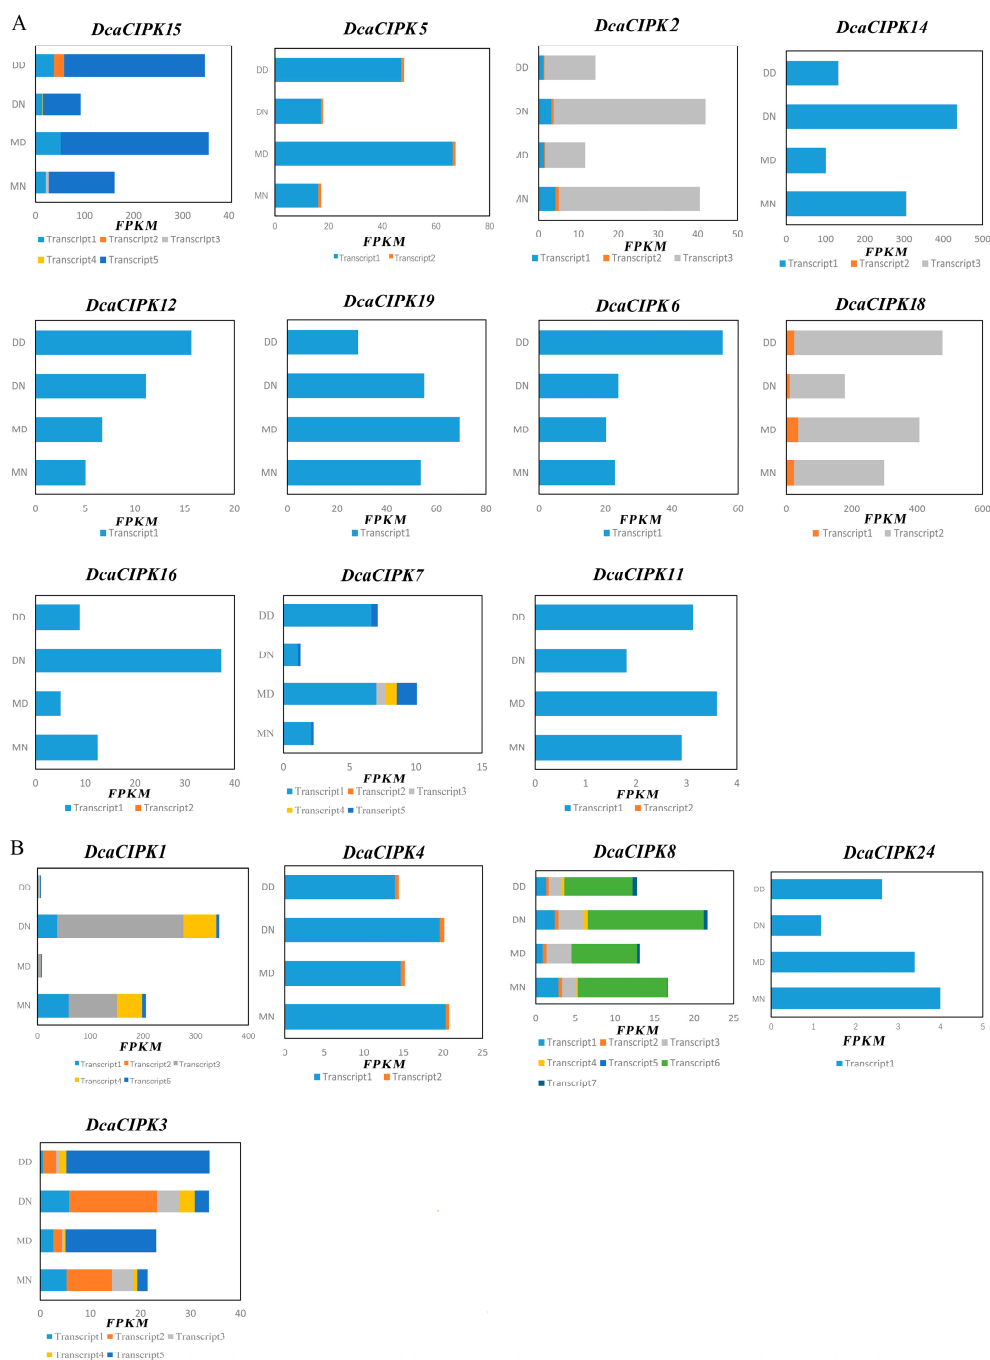 A
DcaCIPK15
DcaCIPK5
DcaCIPK2
DcaCIPK14
DD
DN
MD
MN
0 100 200 300 40
FPKM
Transcript1 Transcript2 Transcript3
Transcript4 Transcript5
DD
DN
MD
MN
0 20 40 60 80
FPKM
Transcript1 Transcript2
DD
DN
MD
MN
0 10 20 30 40 50
FPKM
Transcript1 Transcript2 Transcript3
DD
DN
MD
MN
0 100 200 300 400 500
FPKM
Transcript1 Transcript2 Transcript3
DcaCIPK12
DcaCIPK19
DcaCIPK6
DcaCIPK18
DD
DN
MD
MN
0 5 10 15 20
FPKM
Transcript1
DD
DN
MD
MN
0 20 40 60 80
FPKM
Transcript1
DD
DN
MD
MN
0 20 40 60
FPKM
Transcript1
DD
DN
MD
MN
0 200 400 600
FPKM
Transcript1 Transcript2
DcaCIPK16
DcaCIPK7
DcaCIPK11
DD
DN
MD
MN
0 10 20 30 40
FPKM
Transcript1 Transcript2
DD
DN
MD
MN
0 5 10 15
FPKM
Transcript1 Transcript2 Transcript3
Transcript4 Transcript5
DD
DN
MD
MN
0 1 2 3 4
FPKM
Transcript1 Transcript2
B
DcaCIPK1
DcaCIPK4
DcaCIPK8
DcaCIPK24
DD
DN
MD
MN
0 100 200 300 400
FPKM
Transcript1 Transcript2 Transcript3
Transcript4 Transcript6
DD
DN
MD
MN
0 5 10 15 20 25
FPKM
Transcript1 Transcript2
DD
DN
MD
MN
0 5 10 15 20 25
FPKM
Transcript1 Transcript2 Transcript3
Transcript4 Transcript5 Transcript6
Transcript7
DD
DN
MD
MN
0 1 2 3 4 5
FPKM
Transcript1
DcaCIPK3
DD
DN
MD
MN
0 10 20 30 40
FPKM
Transcript1 Transcript2 Transcript3
Transcript4 Transcript5